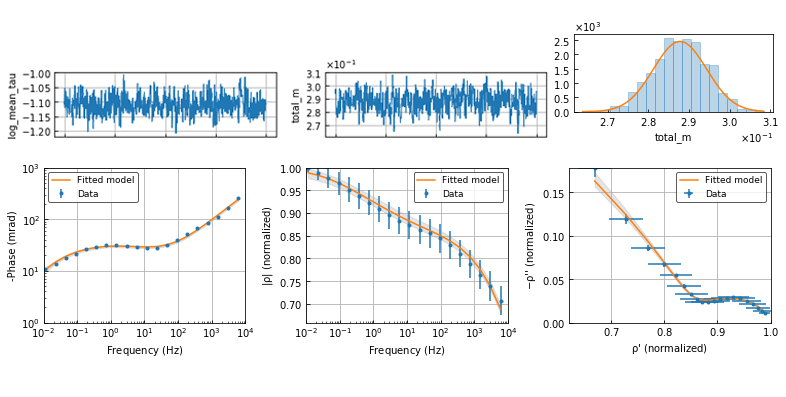 log_mean_tau
−1.00
−1.05
−1.10
−1.15
−1.20
×10⁻¹
total_m
3.1
3.0
2.9
2.8
2.7
×10³
2.5
2.0
1.5
1.0
0.5
0.0
2.6 2.7 2.8 2.9 3.0 3.1
total_m
×10⁻¹
Fitted model
Data
-Phase (mrad)
10³
10²
10¹
10⁰
10⁻² 10⁻¹ 10⁰ 10¹ 10² 10³ 10⁴
Frequency (Hz)
Fitted model
Data
|ρ| (normalized)
1.00
0.95
0.90
0.85
0.80
0.75
0.70
10⁻² 10⁻¹ 10⁰ 10¹ 10² 10³ 10⁴
Frequency (Hz)
Fitted model
Data
−ρ'' (normalized)
0.15
0.10
0.05
0.00
0.7 0.8 0.9 1.0
ρ' (normalized)